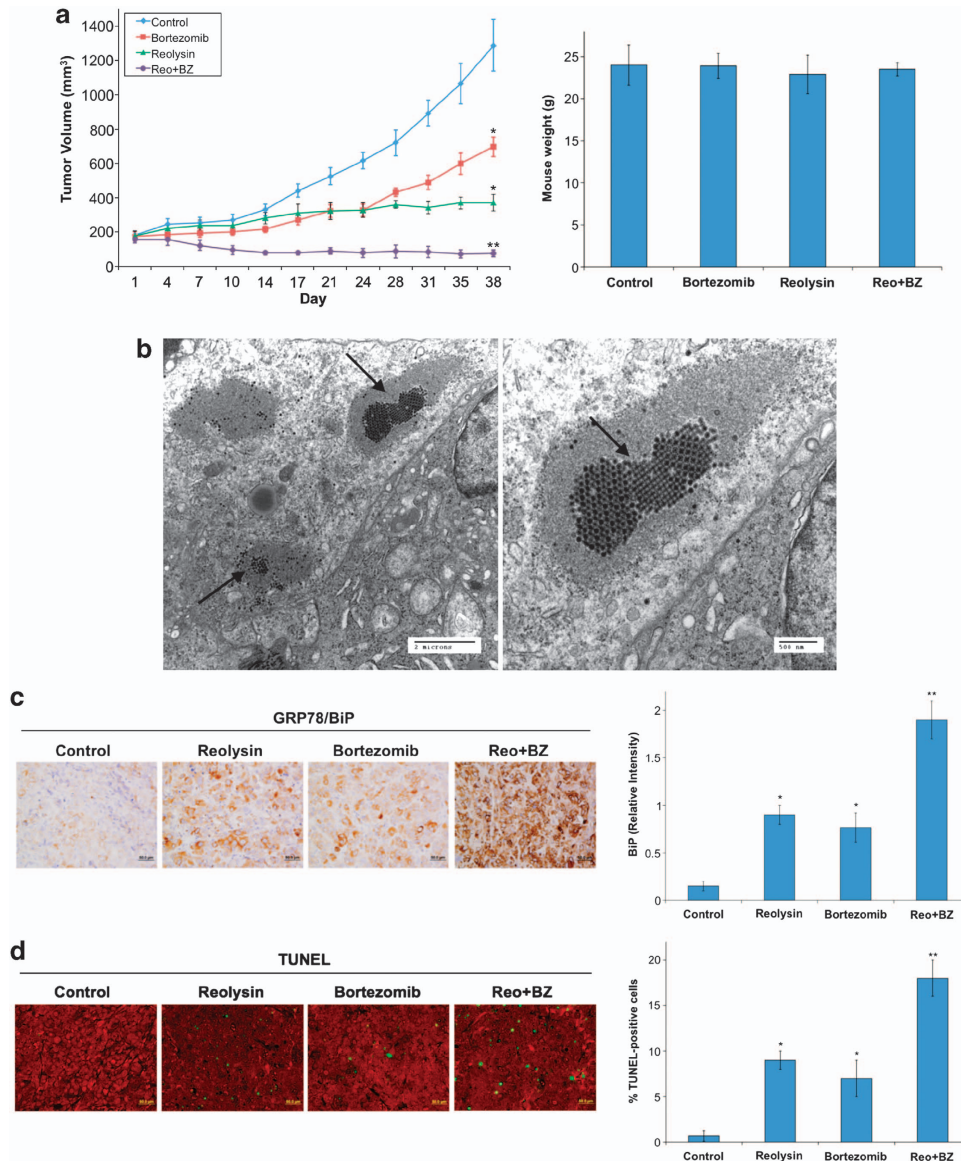 a
Control
Bortezomib
Reolysin
Reo+BZ
Tumor Volume (mm³)
1400
1200
1000
800
600
400
200
0
*
*
**
1 4 7 10 14 17 21 24 28 31 35 38
Day
Mouse weight (g)
25
20
15
10
5
0
Control Bortezomib Reolysin Reo+BZ
b
2 microns
500 nm
c
GRP78/BiP
Control Reolysin Bortezomib Reo+BZ
BiP (Relative Intensity)
2
1.5
1
0.5
0
* * **
Control Reolysin Bortezomib Reo+BZ
d
TUNEL
Control Reolysin Bortezomib Reo+BZ
% TUNEL-positive cells
20
15
10
5
0
* * **
Control Reolysin Bortezomib Reo+BZ